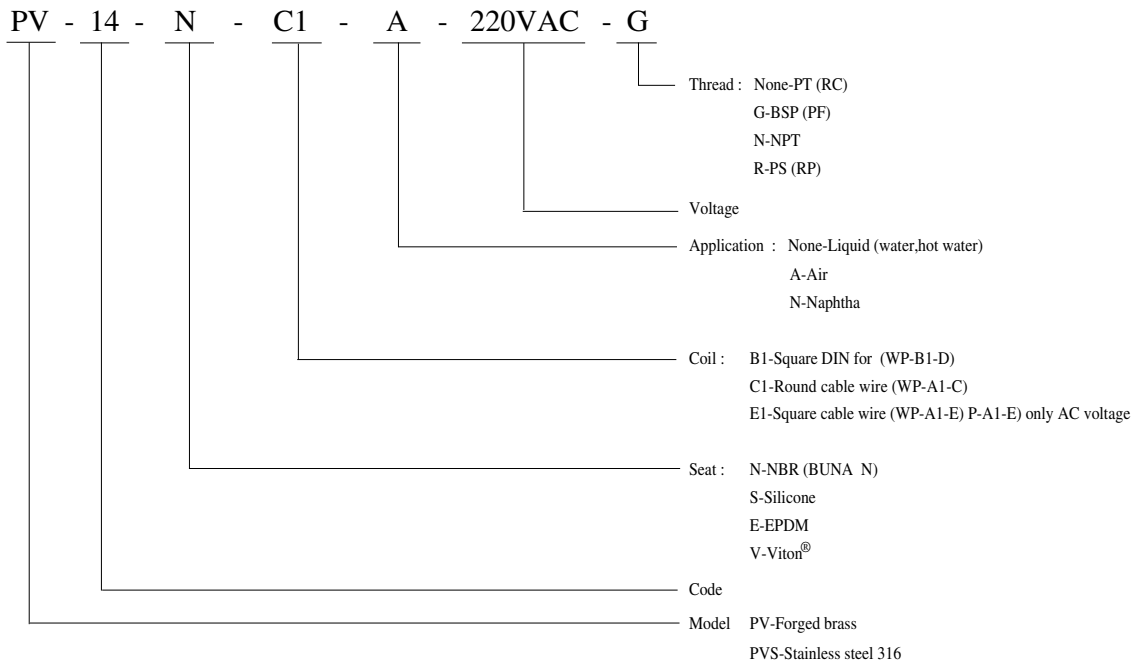 PV - 14 - N - C1 - A - 220VAC - G
Thread : None-PT (RC)
G-BSP (PF)
N-NPT
R-PS (RP)
Voltage
Application : None-Liquid (water,hot water)
A-Air
N-Naphtha
Coil : B1-Square DIN for (WP-B1-D)
C1-Round cable wire (WP-A1-C)
E1-Square cable wire (WP-A1-E) P-A1-E) only AC voltage
Seat : N-NBR (BUNA N)
S-Silicone
E-EPDM
V-Viton®
Code
Model PV-Forged brass
PVS-Stainless steel 316